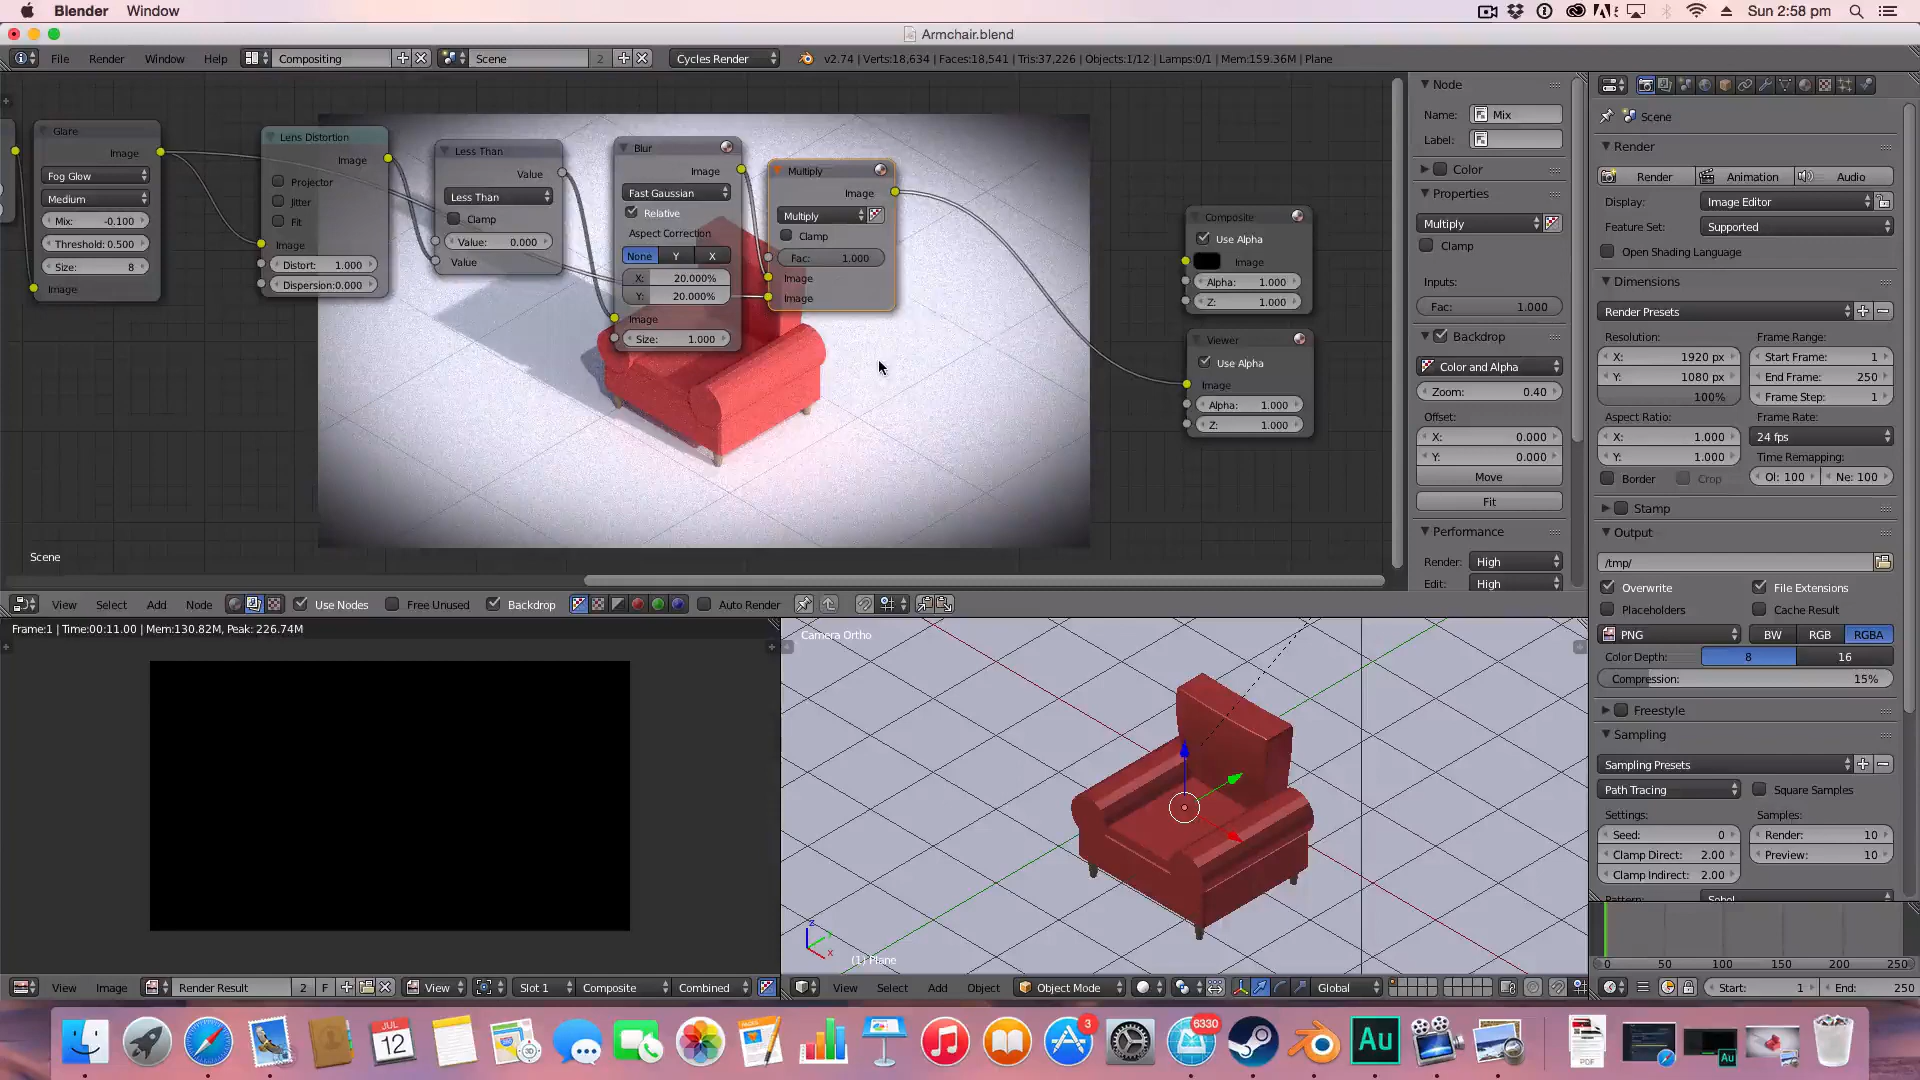 Blender Window
Sun 2:58 pm
Armchair.blend
File Render Window Help Compositing Scene 2 Cycles Render v2.74 | Verts:18,634 | Faces:18,541 | Tris:37,226 | Objects:1/12 | Lamps:0/1 | Mem:159.36M | Plane
Glare
Image
Fog Glow
Medium
Mix: -0.100
Threshold: 0.500
Size: 8
Image
Lens Distortion
Image
Projector
Jitter
Fit
Image
Distort: 1.000
Dispersion:0.000
Less Than
Value
Less Than
Clamp
Value: 0.000
Value
Blur
Image
Fast Gaussian
Relative
Aspect Correction
None Y X
X: 20.000%
Y: 20.000%
Image
Size: 1.000
Multiply
Image
Multiply
Clamp
Fac: 1.000
Image
Image
Composite
Use Alpha
Image
Alpha: 1.000
Z: 1.000
Viewer
Use Alpha
Image
Alpha: 1.000
Z: 1.000
Scene
Node
Name: Mix
Label:
Color
Properties
Multiply
Clamp
Inputs:
Fac: 1.000
Backdrop
Color and Alpha
Zoom: 0.40
Offset:
X: 0.000
Y: 0.000
Move
Fit
Performance
Render: High
Edit: High
Scene
Render
Render Animation Audio
Display: Image Editor
Feature Set: Supported
Open Shading Language
Dimensions
Render Presets
Resolution: Frame Range:
X: 1920 px Start Frame: 1
Y: 1080 px End Frame: 250
100% Frame Step: 1
Aspect Ratio: Frame Rate:
X: 1.000 24 fps
Y: 1.000 Time Remapping:
Border Crop Ol: 100 Ne: 100
Stamp
Output
/tmp/
Overwrite File Extensions
Placeholders Cache Result
PNG BW RGB RGBA
Color Depth: 8 16
Compression: 15%
Freestyle
Sampling
Sampling Presets
Path Tracing Square Samples
Settings: Samples:
Seed: 0 Render: 10
Clamp Direct: 2.00 Preview: 10
Clamp Indirect: 2.00
Pattern: Sobol
View Select Add Node Use Nodes Free Unused Backdrop Auto Render
Frame:1 | Time:00:11.00 | Mem:130.82M, Peak: 226.74M
Camera Ortho
z
y
x
(1) Plane
0 50 100 150 200 250
View Image Render Result 2 F View Slot 1 Composite Combined
View Select Add Object Object Mode Global
Start: 1 End: 250
JUL
12
3
6330
Au
PDF
Au